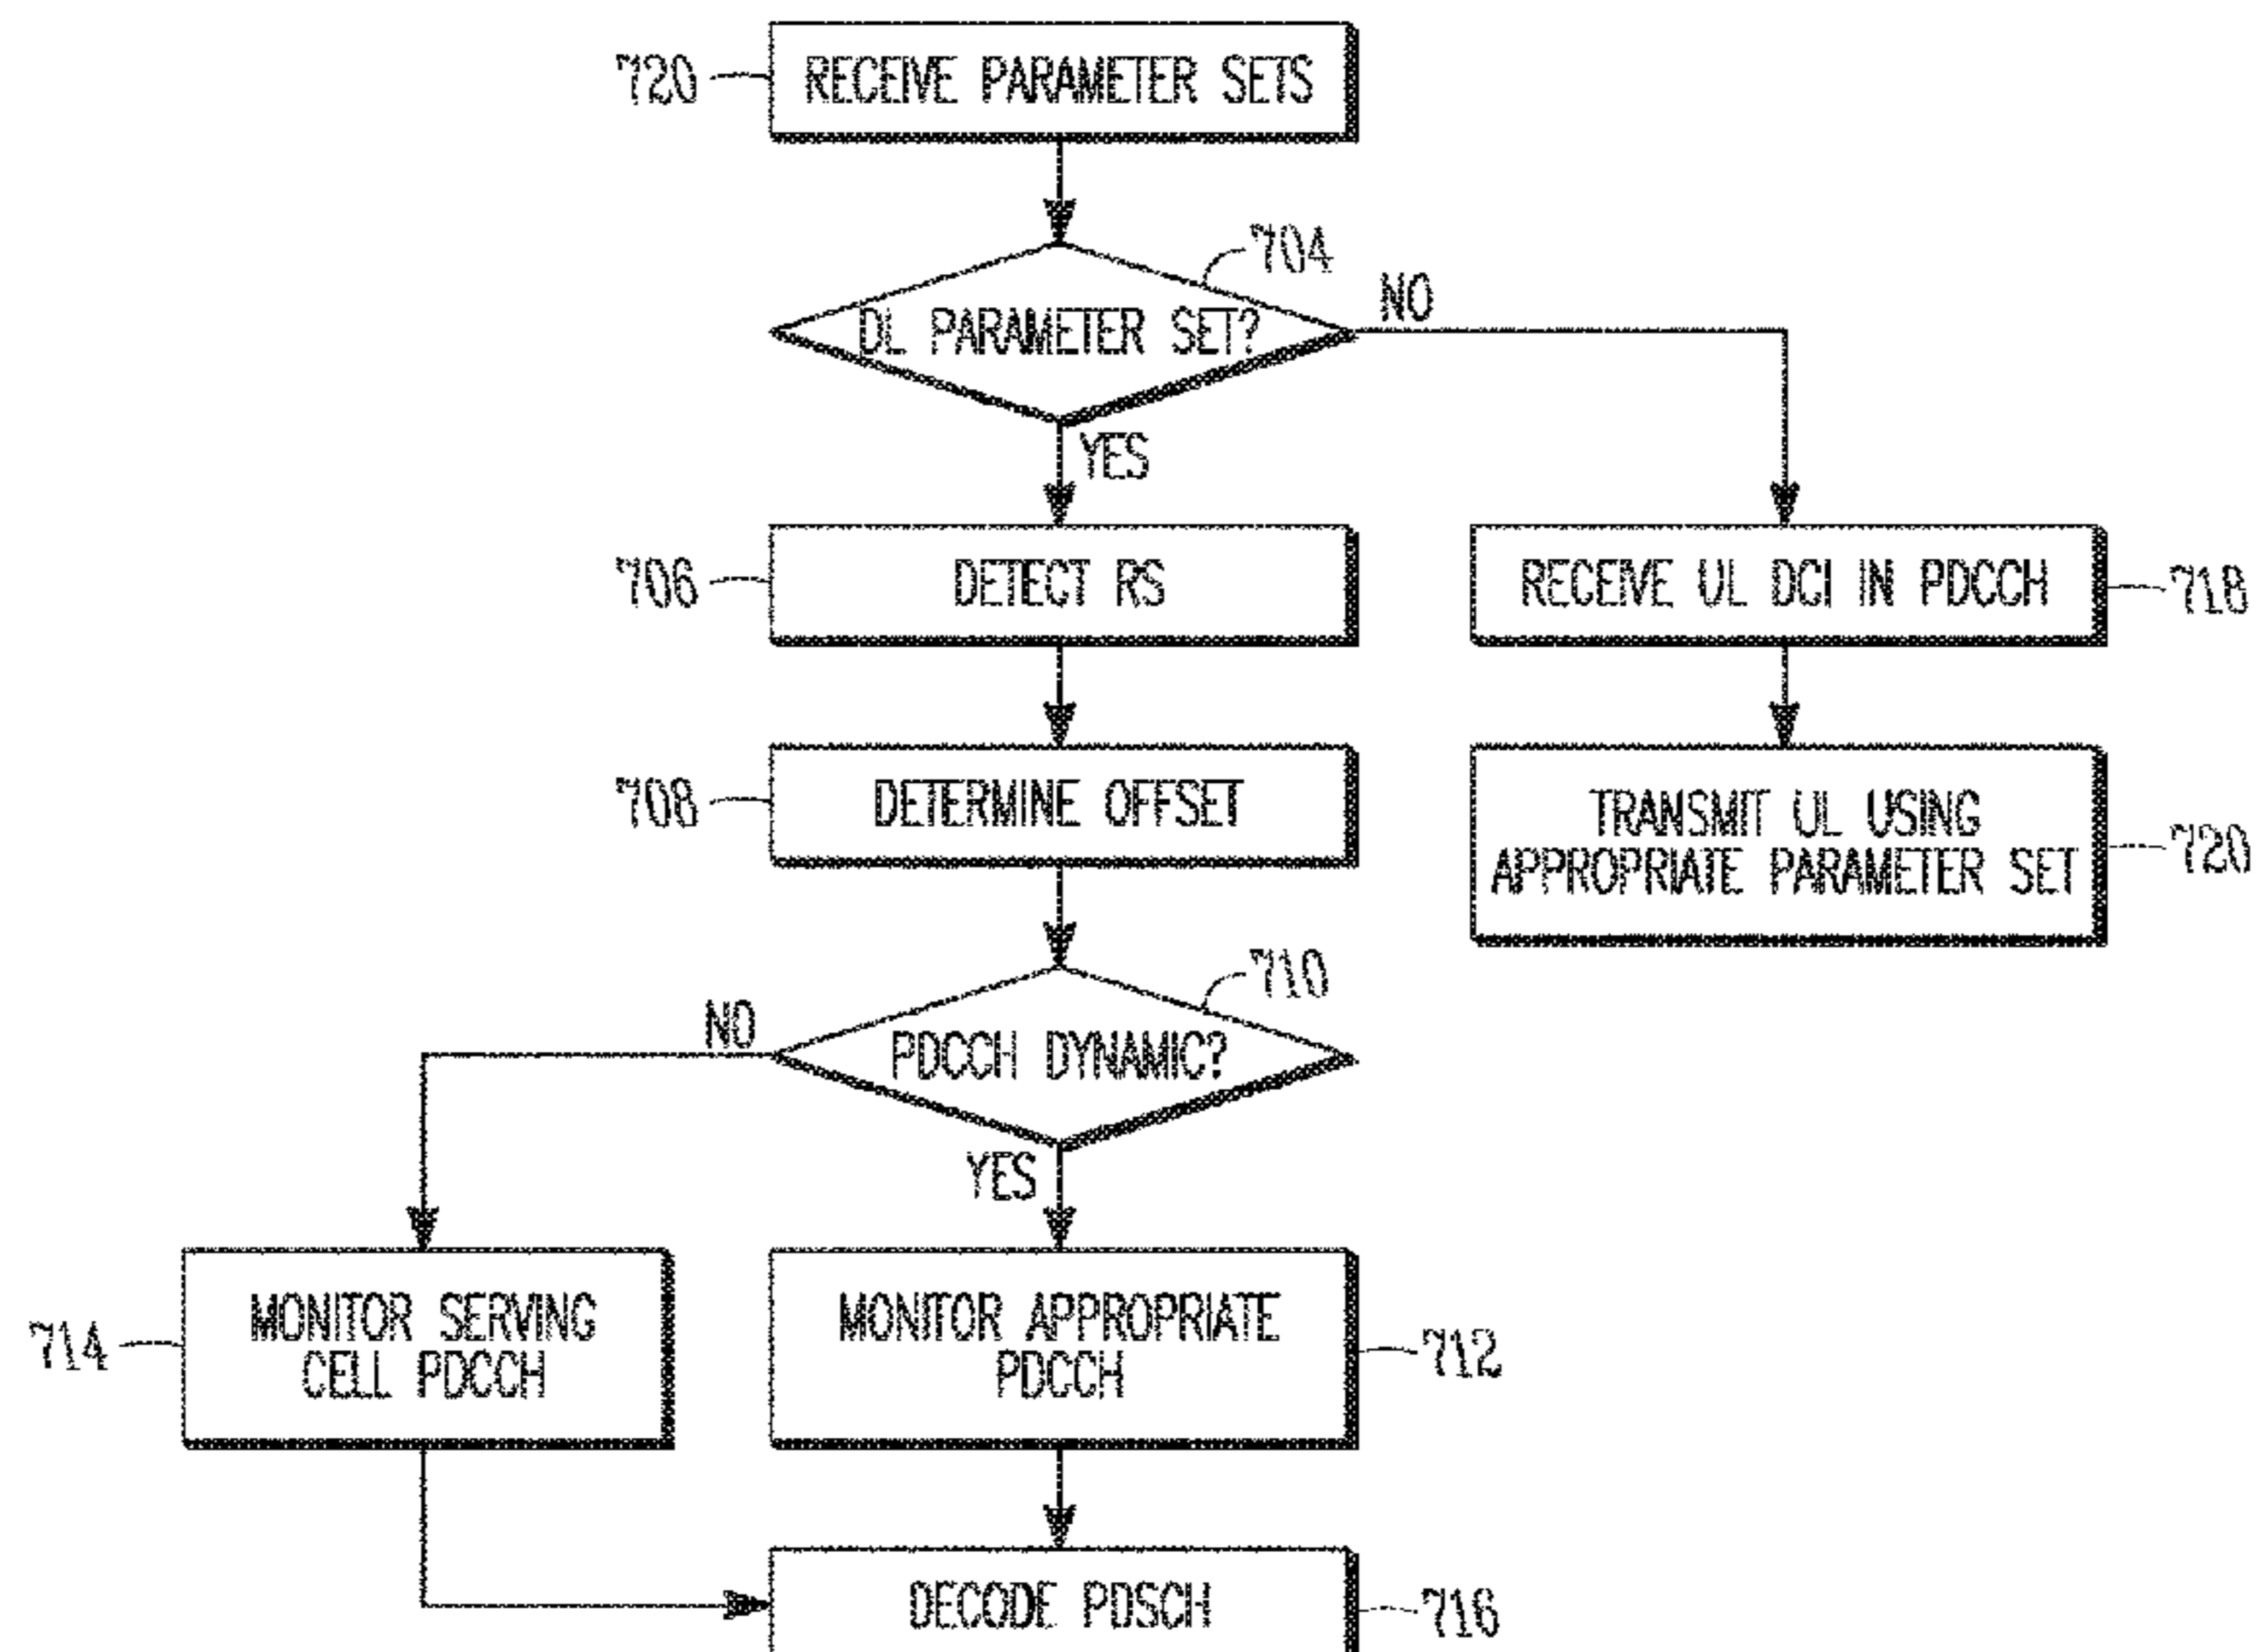 720
RECEIVE PARAMETER SETS
704
DL PARAMETER SET?
NO
YES
706
DETECT RS
RECEIVE UL DCI IN PDCCH
718
708
DETERMINE OFFSET
TRANSMIT UL USING
APPROPRIATE PARAMETER SET
720
710
NO
PDCCH DYNAMIC?
YES
714
MONITOR SERVING
CELL PDCCH
MONITOR APPROPRIATE
PDCCH
712
DECODE PDSCH
716